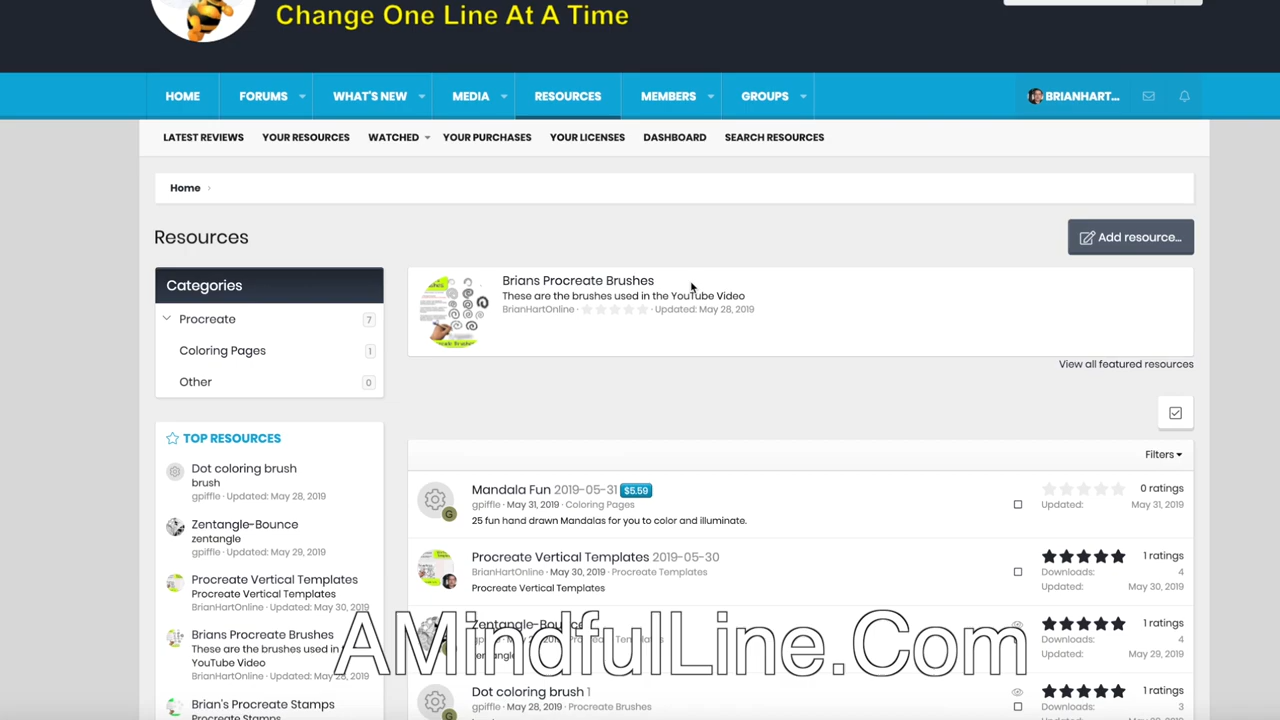 Change One Line At A Time
HOME FORUMS WHAT'S NEW MEDIA RESOURCES MEMBERS GROUPS BRIANHART...
LATEST REVIEWS YOUR RESOURCES WATCHED YOUR PURCHASES YOUR LICENSES DASHBOARD SEARCH RESOURCES
Home
Resources
Add resource...
Categories
Procreate 7
Coloring Pages 1
Other 0
Brians Procreate Brushes
These are the brushes used in the YouTube Video
BrianHartOnline · Updated: May 28, 2019
View all featured resources
TOP RESOURCES
Dot coloring brush
brush
gpiffle · Updated: May 28, 2019
Zentangle-Bounce
zentangle
gpiffle · Updated: May 29, 2019
Procreate Vertical Templates
Procreate Vertical Templates
BrianHartOnline · Updated: May 30, 2019
Brians Procreate Brushes
These are the brushes used in
YouTube Video
BrianHartOnline · Updated: May 28, 2019
Brian's Procreate Stamps
Procreate Stamps
Filters
Mandala Fun 2019-05-31 $5.59
gpiffle · May 31, 2019 · Coloring Pages
25 fun hand drawn Mandalas for you to color and illuminate.
0 ratings
Updated: May 31, 2019
G
Procreate Vertical Templates 2019-05-30
BrianHartOnline · May 30, 2019 · Procreate Templates
Procreate Vertical Templates
1 ratings
Downloads: 4
Updated: May 30, 2019
Zentangle-Bounce
1 ratings
Downloads: 4
Updated: May 29, 2019
AMindfulLine.Com
Dot coloring brush 1
gpiffle · May 28, 2019 · Procreate Brushes
1 ratings
Downloads: 3
G